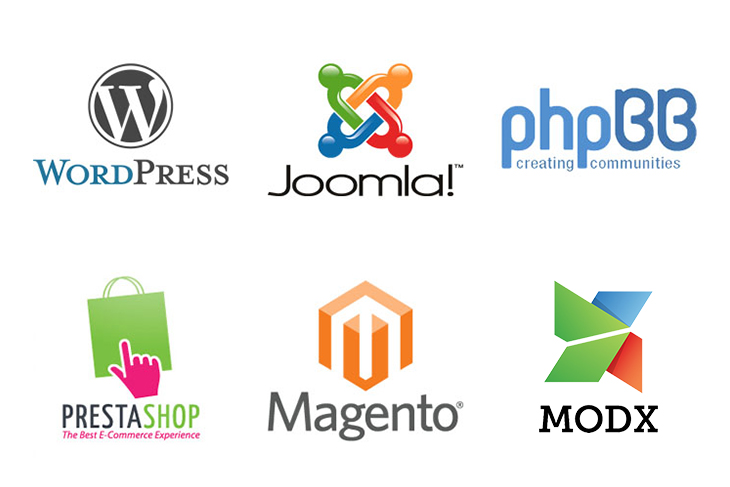 WORDPRESS
Joomla!™
phpBB
creating communities
PRESTASHOP
The Best E-Commerce Experience
Magento®
MODX